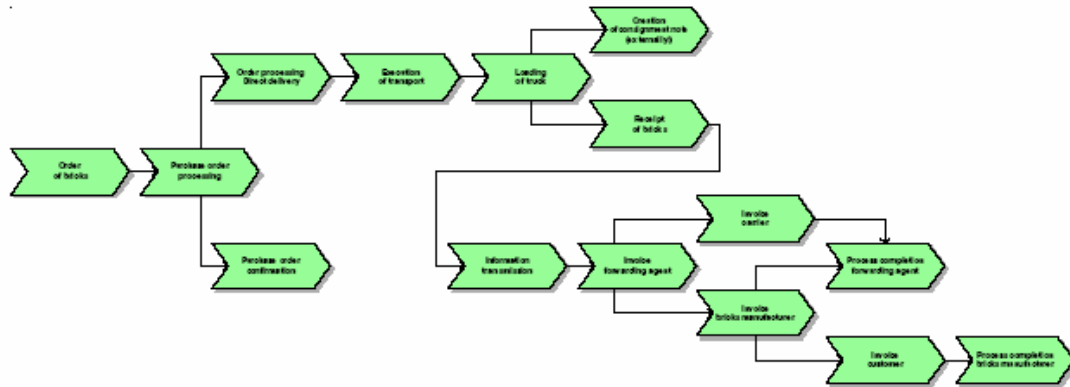 Creation
of consignment note
(externally)
Order processing
Direct delivery
Execution
of transport
Loading
of truck
Receipt
of bricks
Order
of bricks
Purchase order
processing
Invoice
carrier
Purchase order
confirmation
Information
transmission
Invoice
forwarding agent
Process completion
forwarding agent
Invoice
bricks manufacturer
Invoice
customer
Process completion
bricks manufacturer